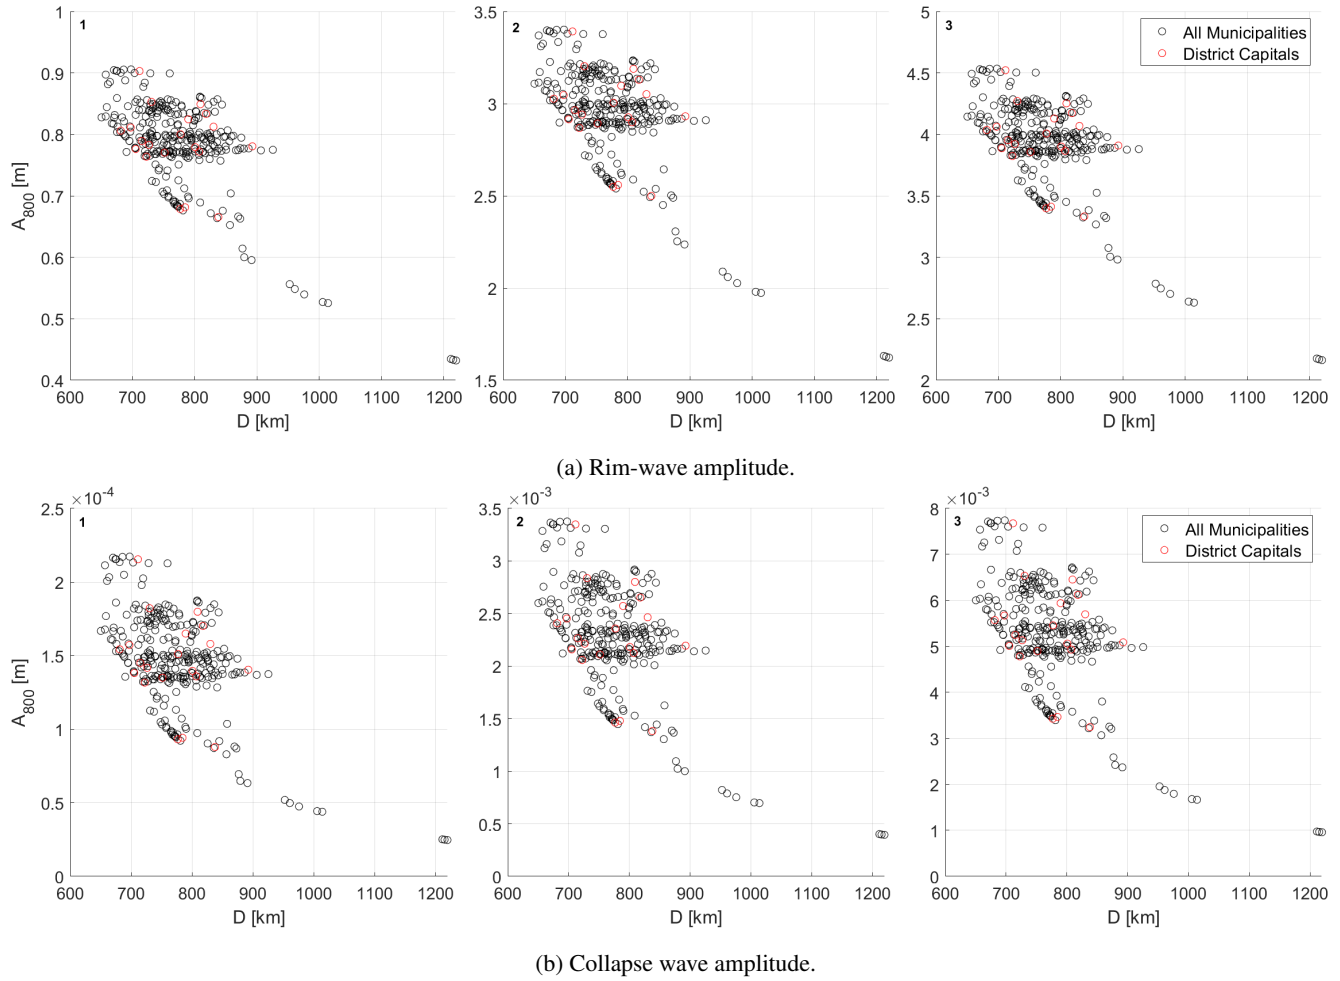 1
2
3
All Municipalities
District Capitals
A800 [m]
1
0.9
0.8
0.7
0.6
0.5
0.4
600 700 800 900 1000 1100 1200
D [km]
3.5
3
2.5
2
1.5
600 700 800 900 1000 1100 1200
D [km]
5
4.5
4
3.5
3
2.5
2
600 700 800 900 1000 1100 1200
D [km]
(a) Rim-wave amplitude.
×10-4
1
2.5
2
1.5
1
0.5
0
A800 [m]
600 700 800 900 1000 1100 1200
D [km]
×10-3
2
3.5
3
2.5
2
1.5
1
0.5
0
600 700 800 900 1000 1100 1200
D [km]
×10-3
3
All Municipalities
District Capitals
8
7
6
5
4
3
2
1
0
600 700 800 900 1000 1100 1200
D [km]
(b) Collapse wave amplitude.